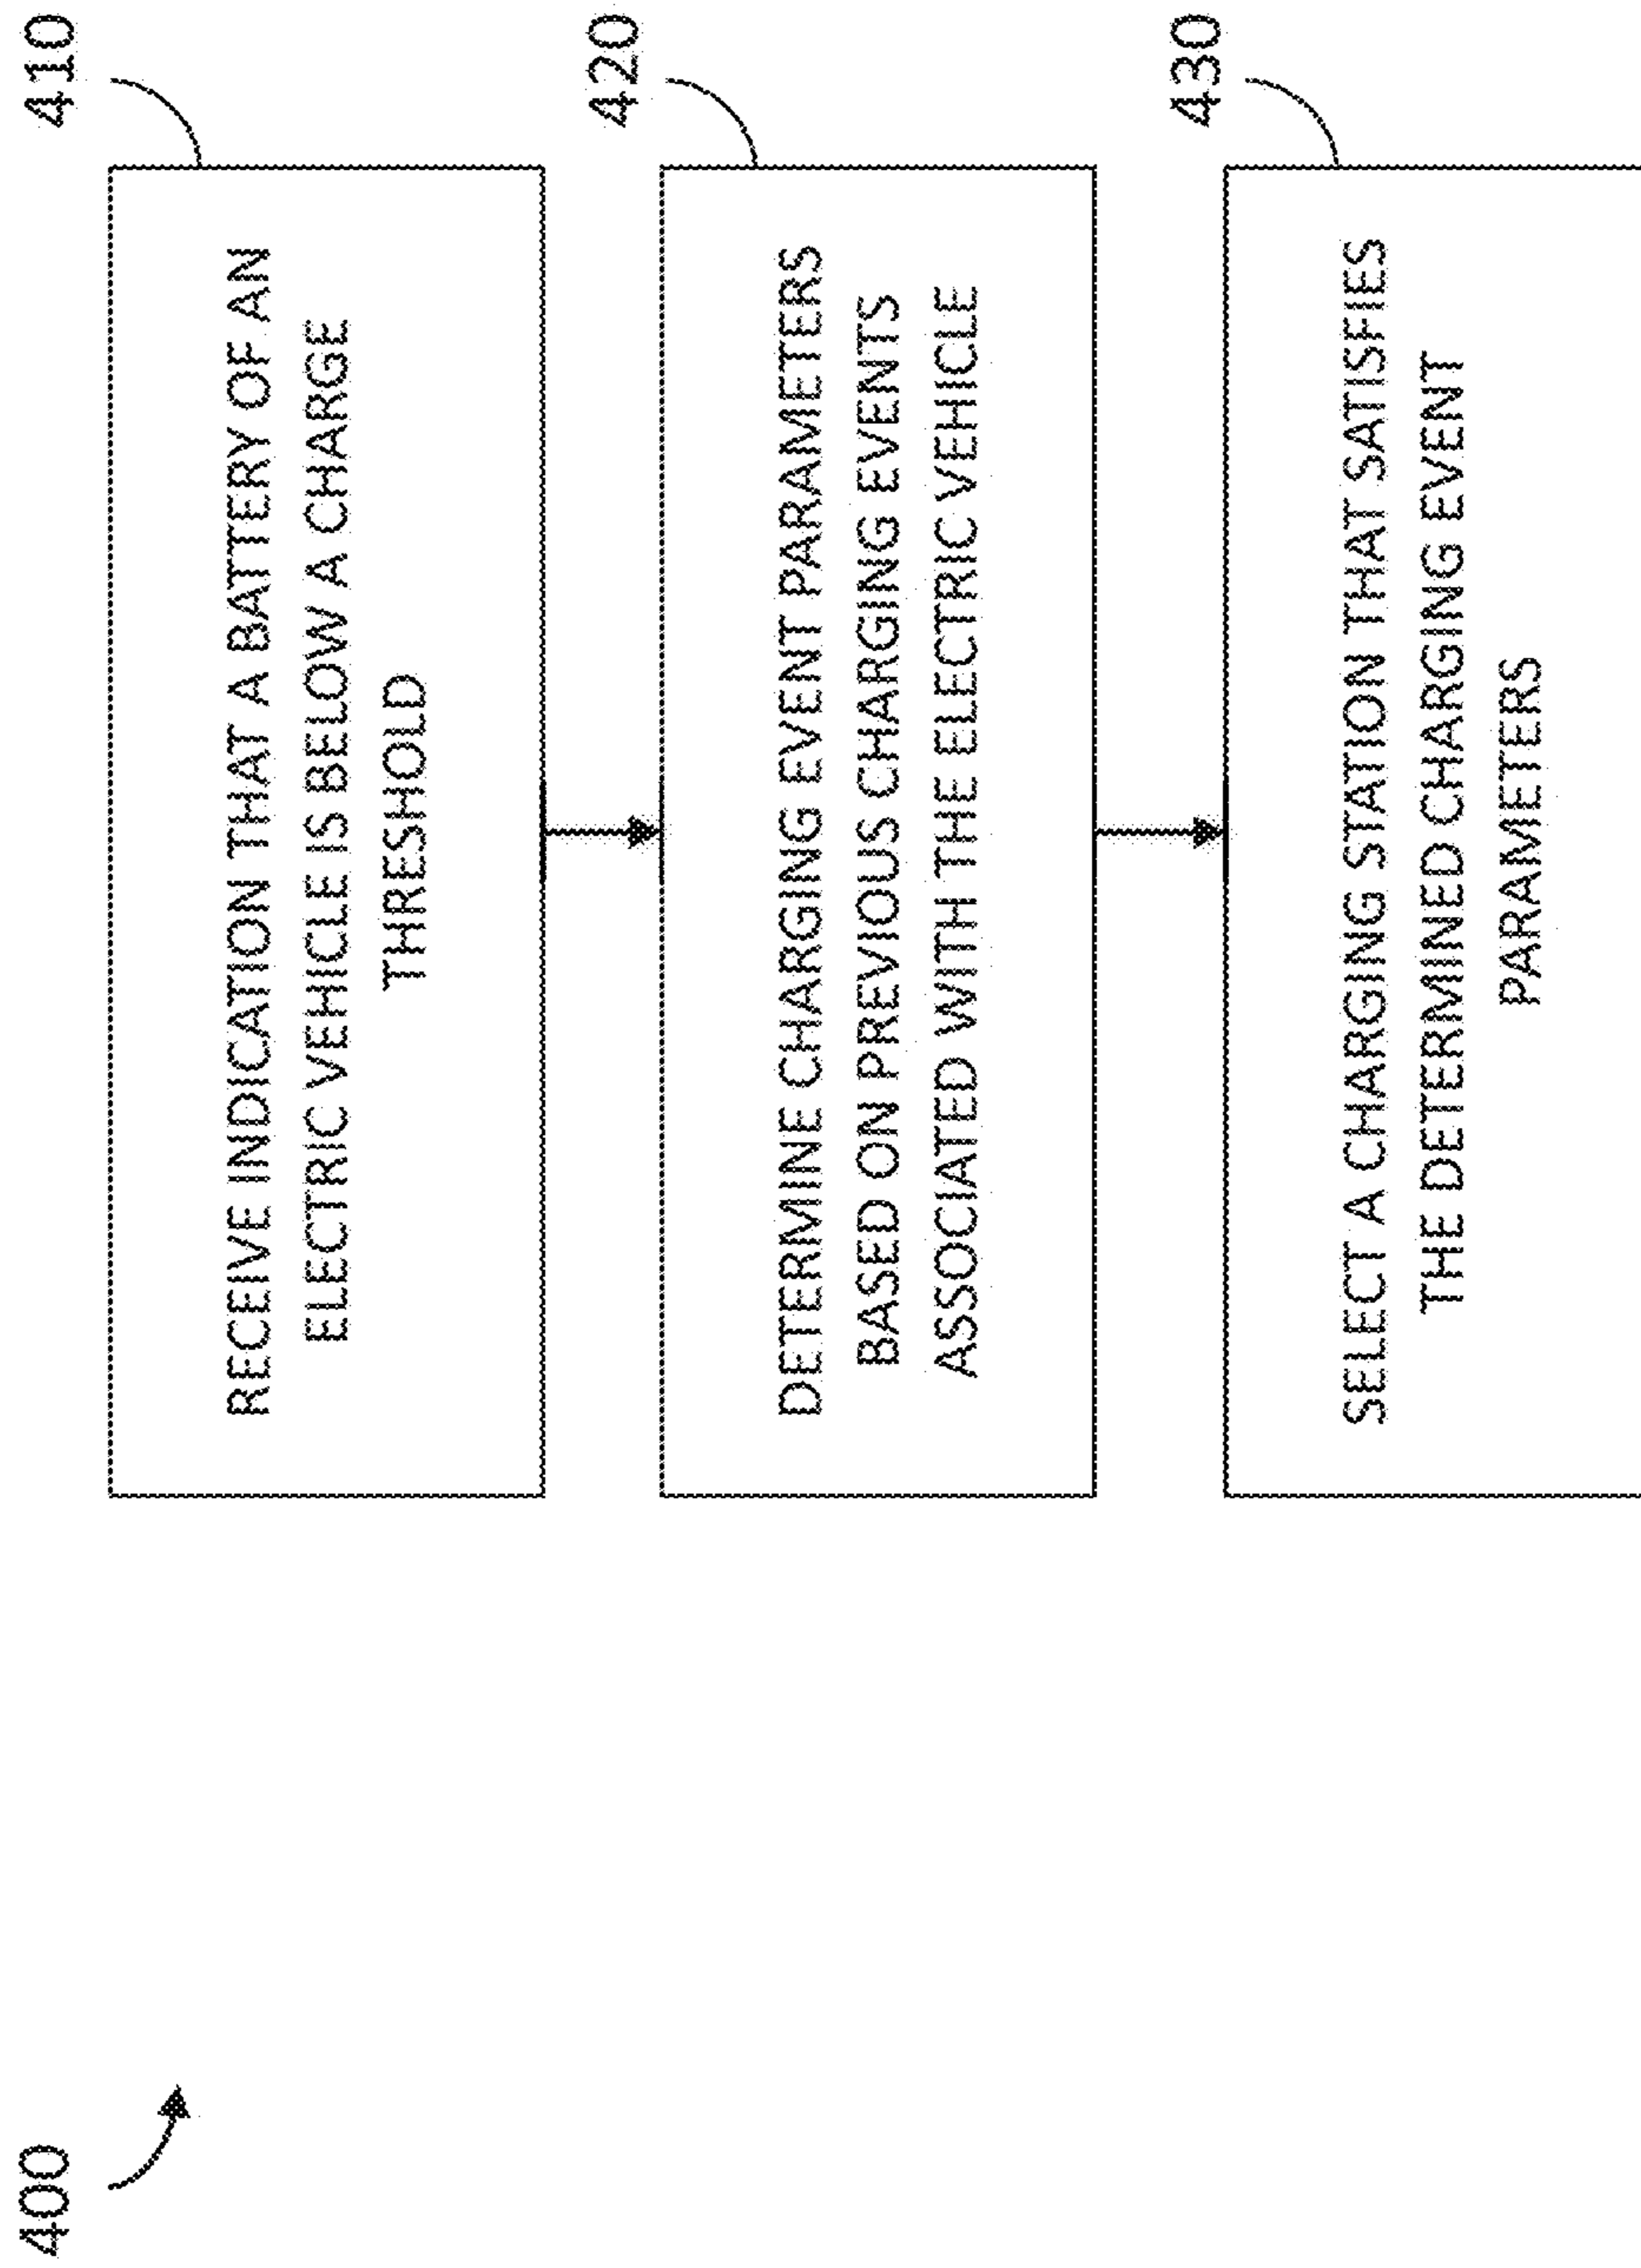 400
410
RECEIVE INDICATION THAT A BATTERY OF AN
ELECTRIC VEHICLE IS BELOW A CHARGE
THRESHOLD
420
DETERMINE CHARGING EVENT PARAMETERS
BASED ON PREVIOUS CHARGING EVENTS
ASSOCIATED WITH THE ELECTRIC VEHICLE
430
SELECT A CHARGING STATION THAT SATISFIES
THE DETERMINED CHARGING EVENT
PARAMETERS